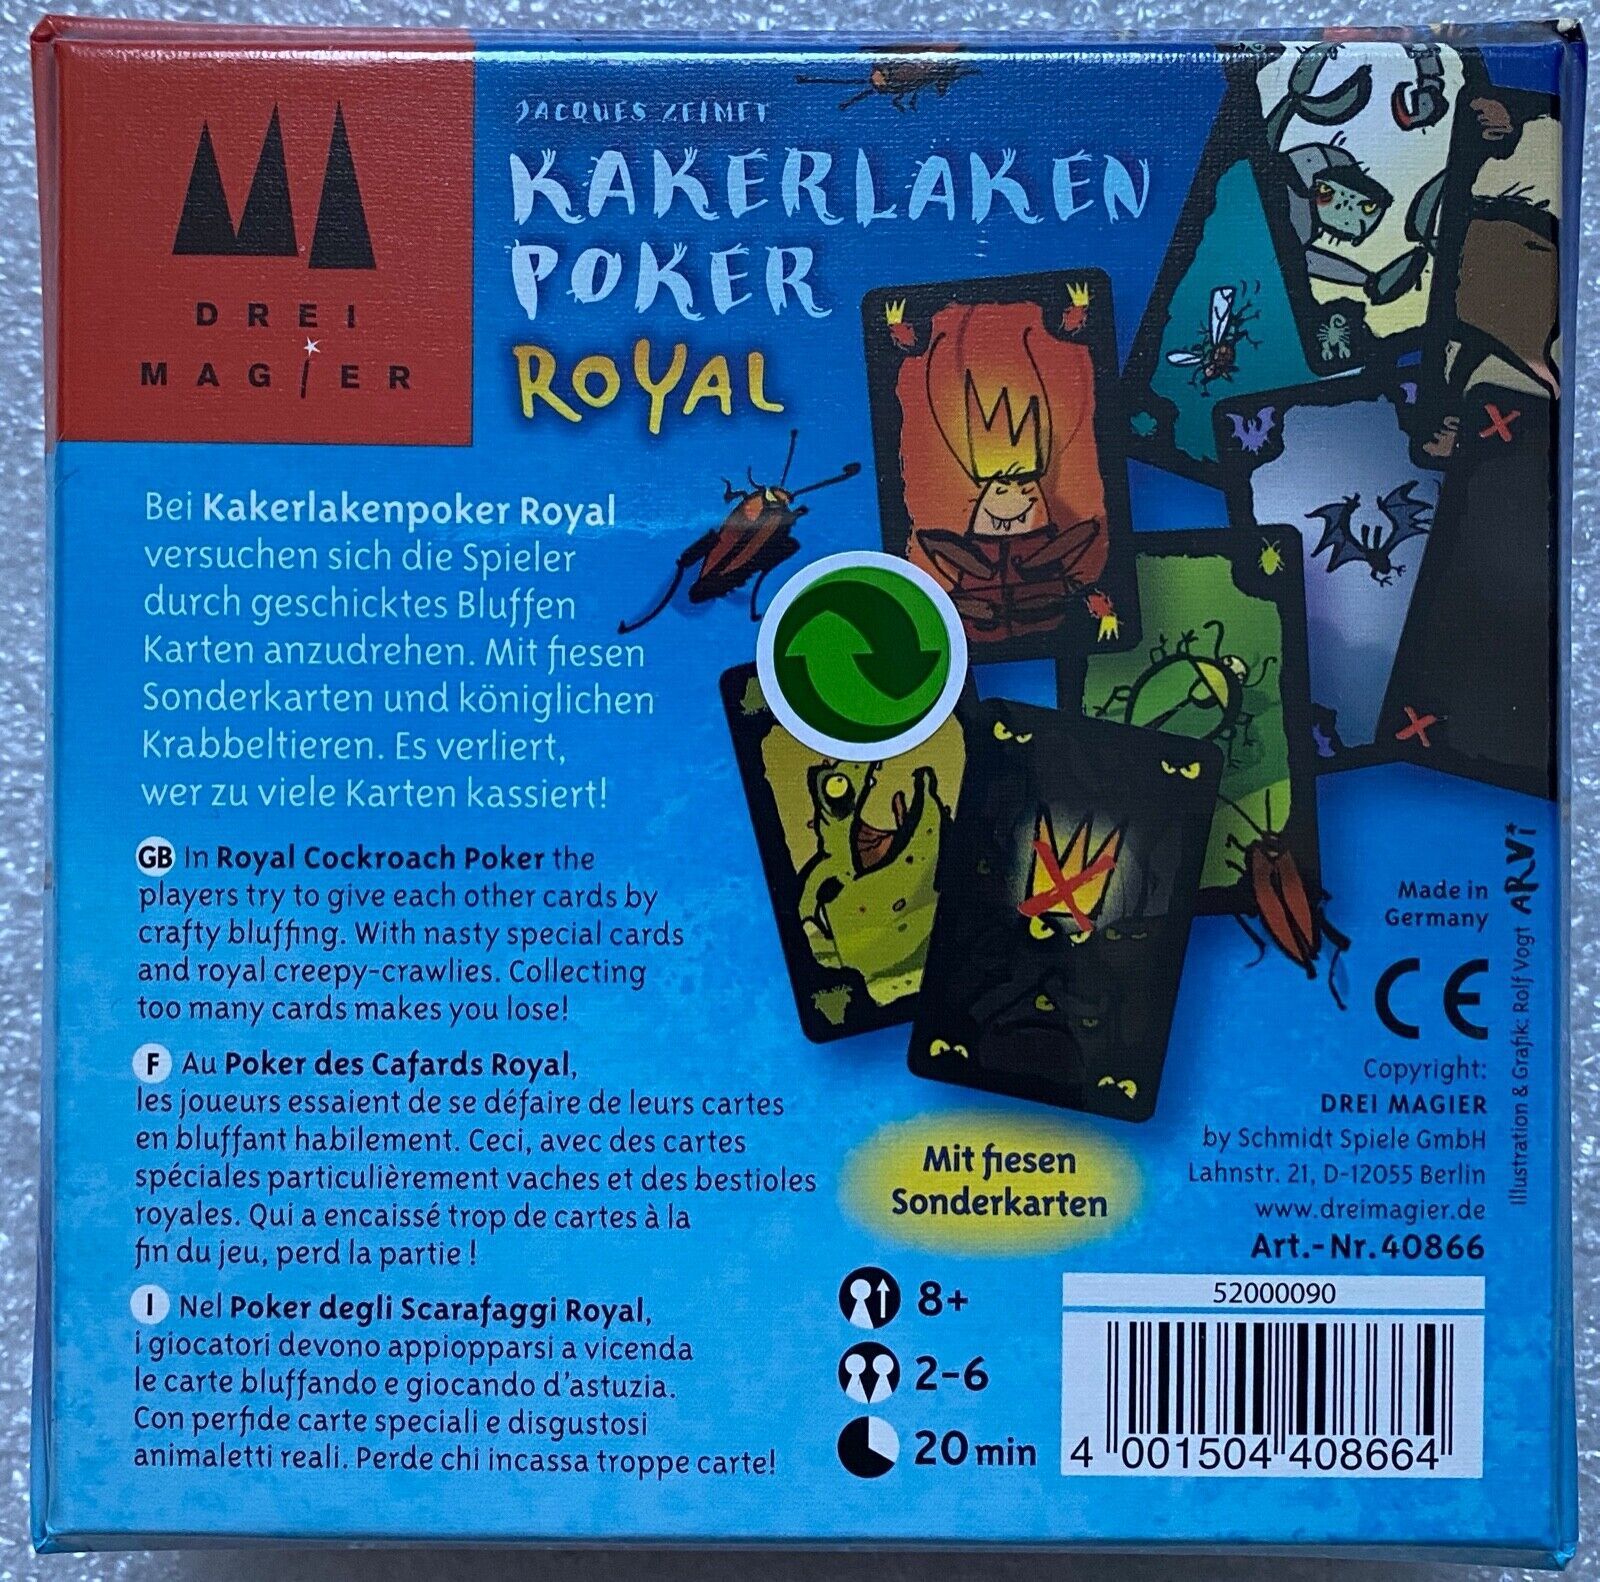 DREI
MAGIER
JACQUES ZEIMET
KAKERLAKEN
POKER
ROYAL
Bei Kakerlakenpoker Royal
versuchen sich die Spieler
durch geschicktes Bluffen
Karten anzudrehen. Mit fiesen
Sonderkarten und königlichen
Krabbeltieren. Es verliert,
wer zu viele Karten kassiert!
GB In Royal Cockroach Poker the
players try to give each other cards by
crafty bluffing. With nasty special cards
and royal creepy-crawlies. Collecting
too many cards makes you lose!
F Au Poker des Cafards Royal,
les joueurs essaient de se défaire de leurs cartes
en bluffant habilement. Ceci, avec des cartes
spéciales particulièrement vaches et des bestioles
royales. Qui a encaissé trop de cartes à la
fin du jeu, perd la partie !
I Nel Poker degli Scarafaggi Royal,
i giocatori devono appiopparsi a vicenda
le carte bluffando e giocando d'astuzia.
Con perfide carte speciali e disgustosi
animaletti reali. Perde chi incassa troppe carte!
Mit fiesen
Sonderkarten
8+
2-6
20 min
Made in
Germany
CE
Copyright:
DREI MAGIER
by Schmidt Spiele GmbH
Lahnstr. 21, D-12055 Berlin
www.dreimagier.de
Art.-Nr. 40866
Illustration & Grafik: Rolf Vogt ARVi
52000090
4 001504 408664